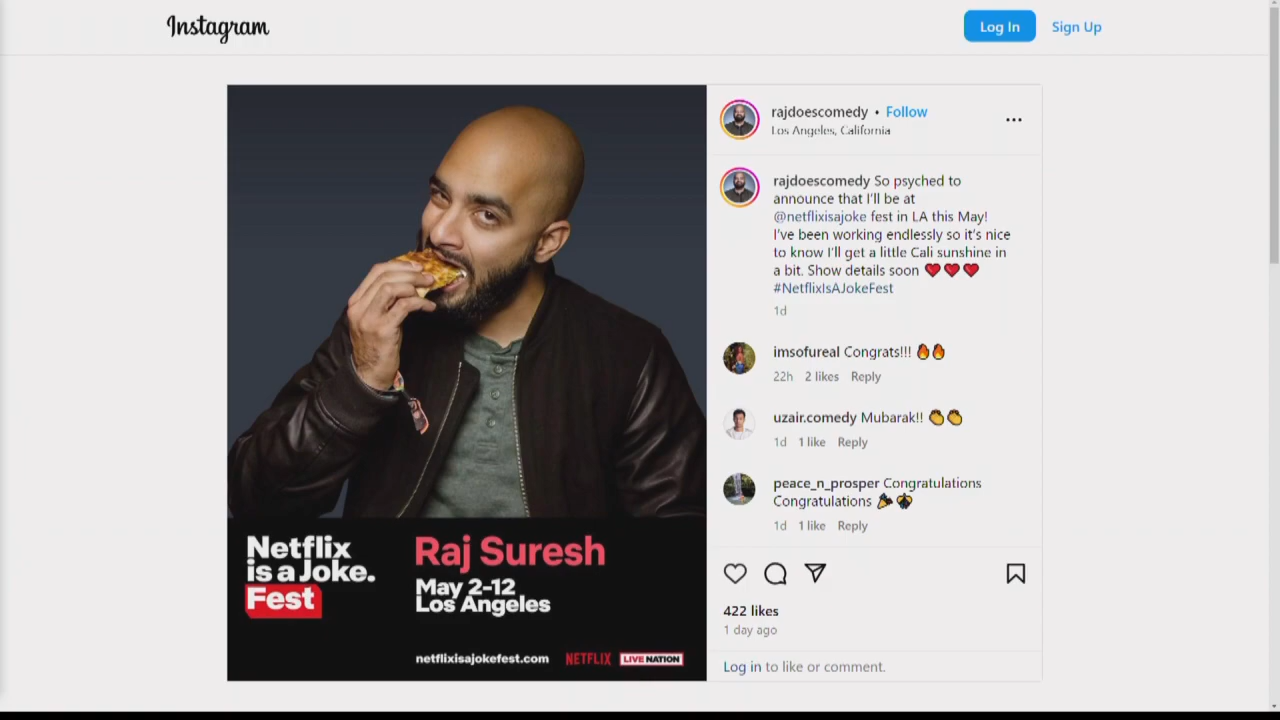 Instagram
Log In
Sign Up
rajdoescomedy • Follow
Los Angeles, California
rajdoescomedy So psyched to
announce that I'll be at
@netflixisajoke fest in LA this May!
I've been working endlessly so it's nice
to know I'll get a little Cali sunshine in
a bit. Show details soon ❤️❤️❤️
#NetflixIsAJokeFest
1d
imsofureal Congrats!!! 🔥🔥
22h 2 likes Reply
uzair.comedy Mubarak!! 👏👏
1d 1 like Reply
peace_n_prosper Congratulations
Congratulations
1d 1 like Reply
422 likes
1 day ago
Log in to like or comment.
Netflix
is a Joke.
Fest
Raj Suresh
May 2-12
Los Angeles
netflixisajokefest.com NETFLIX LIVE NATION